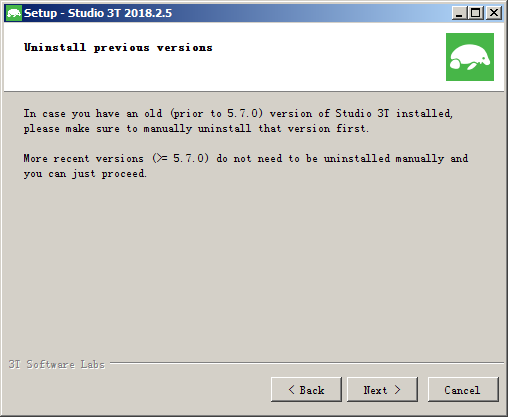 Setup - Studio 3T 2018.2.5
Uninstall previous versions
In case you have an old (prior to 5.7.0) version of Studio 3T installed,
please make sure to manually uninstall that version first.
More recent versions (>= 5.7.0) do not need to be uninstalled manually and
you can just proceed.
3T Software Labs
< Back
Next >
Cancel